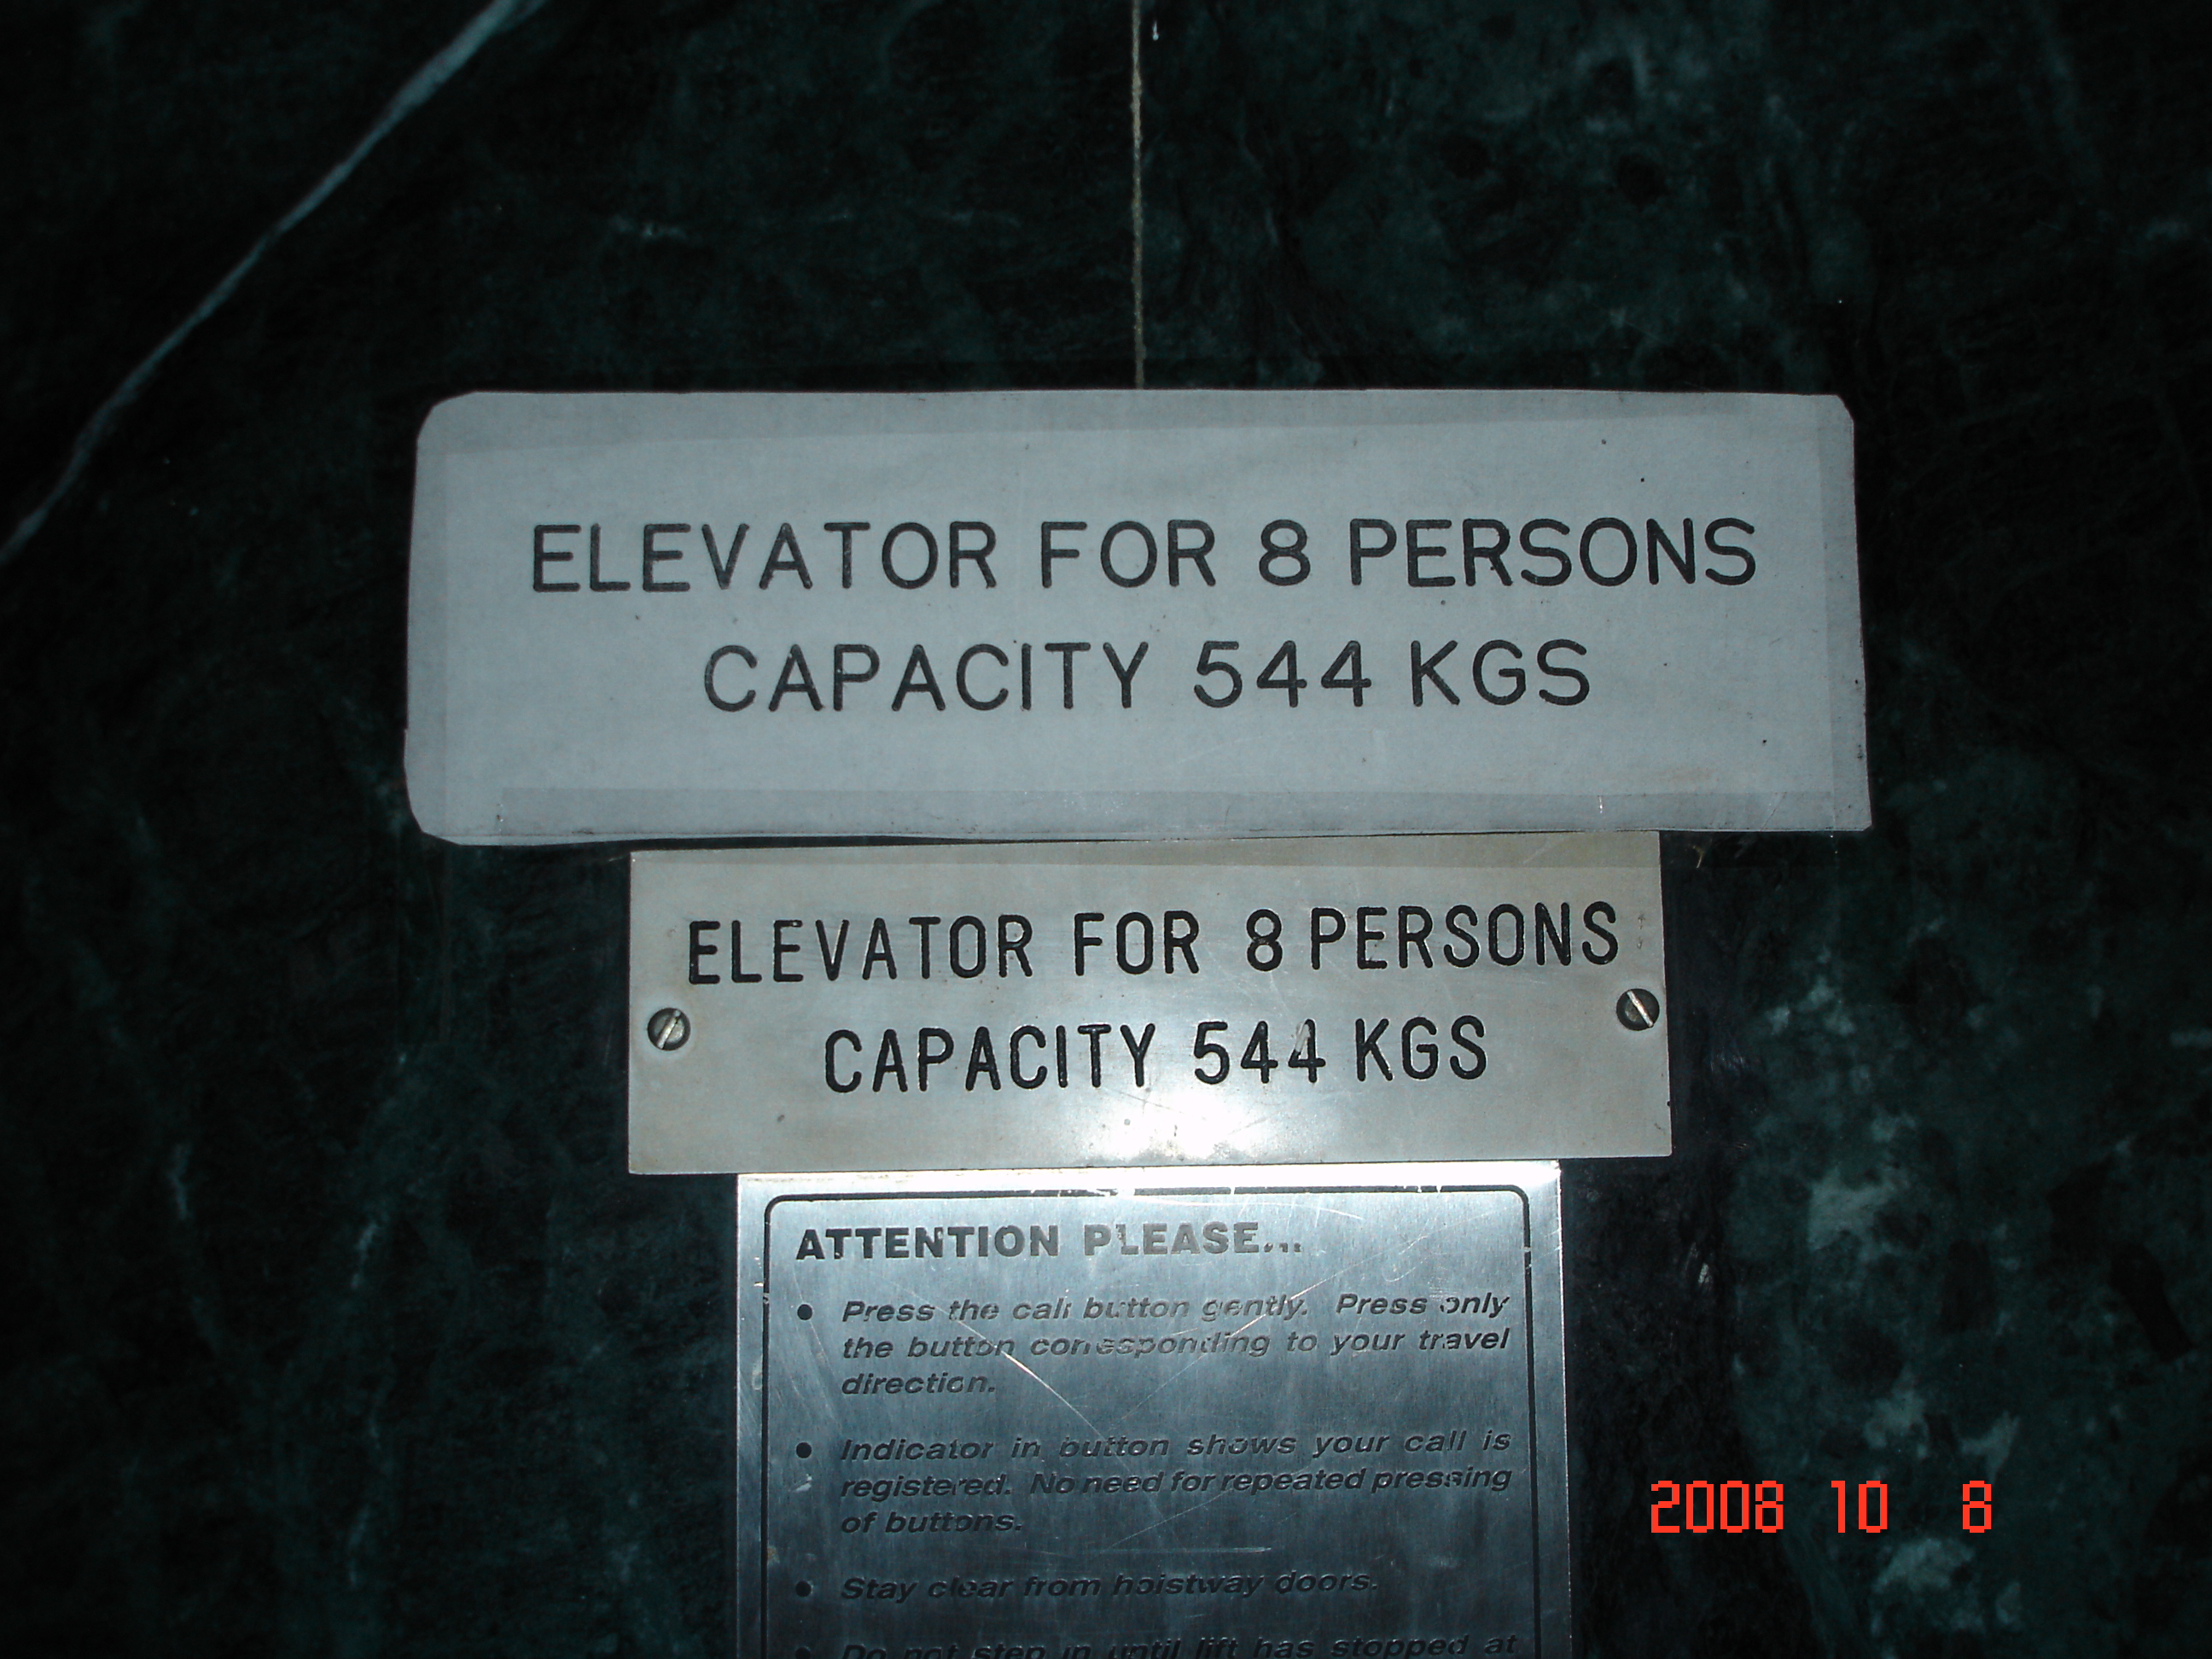 ELEVATOR FOR 8 PERSONS
CAPACITY 544 KGS
ELEVATOR FOR 8 PERSONS
CAPACITY 544 KGS
ATTENTION PLEASE...
• Press the call button gently. Press only
the button corresponding to your travel
direction.
• Indicator in button shows your call is
registered. No need for repeated pressing
of buttons.
• Stay clear from hoistway doors.
• Do not step in until lift has stopped at
2008 10 8